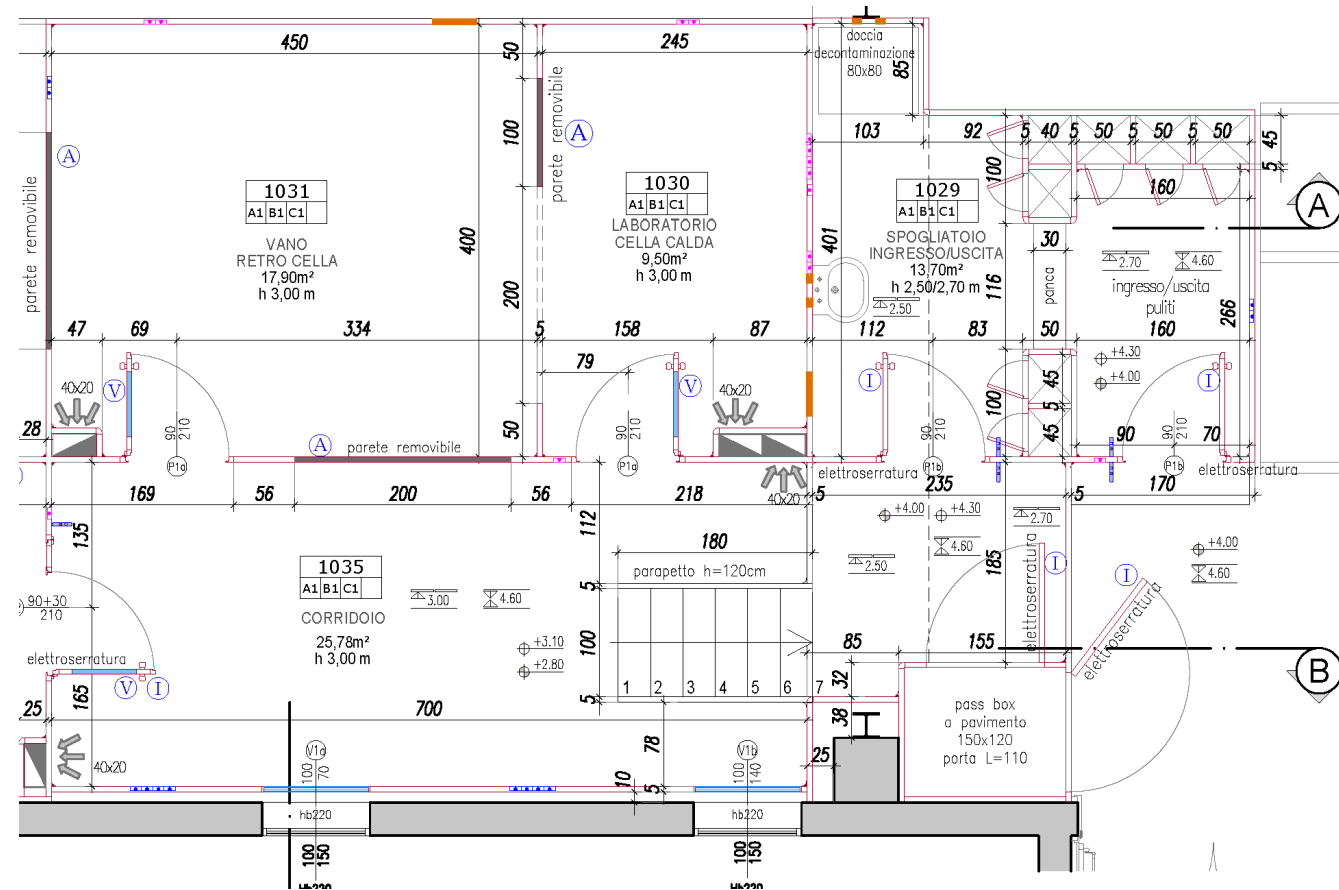 450
245
50
doccia
decontaminazione
80x80
85
parete removibile
A
100
parete removibile
A
103
92
5
40
5
50
5
50
5
50
45
5
100
160
A
1031
A1 B1 C1
VANO
RETRO CELLA
17,90m²
h 3,00 m
400
1030
A1 B1 C1
LABORATORIO
CELLA CALDA
9,50m²
h 3,00 m
401
1029
A1 B1 C1
SPOGLIATOIO
INGRESSO/USCITA
13,70m²
h 2,50/2,70 m
2.50
30
panca
116
2.70
4.60
ingresso/uscita
puliti
266
200
47
69
334
5
158
87
112
83
50
160
79
+4.30
+4.00
40x20
V
V
40x20
I
I
45
5
45
100
28
90
210
P1a
A
parete removibile
50
90
210
P1a
90
210
P1b
90
70
90
210
P1b
elettroserratura
elettroserratura
40x20
169
56
200
56
218
5
235
5
170
135
112
180
+4.00
+4.30
2.70
4.60
2.50
+4.00
4.60
1035
A1 B1 C1
CORRIDOIO
25,78m²
h 3,00 m
3.00
4.60
parapetto h=120cm
5
100
5
185
elettroserratura
I
I
elettroserratura
90+30
210
+3.10
+2.80
85
155
elettroserratura
V
I
165
1 2 3 4 5 6 7
32
B
25
700
38
78
pass box
a pavimento
150x120
porta L=110
V1a
100
70
V1b
100
140
25
40x20
10
5
hb220
hb220
100
150
100
150
Hb220
Hb220